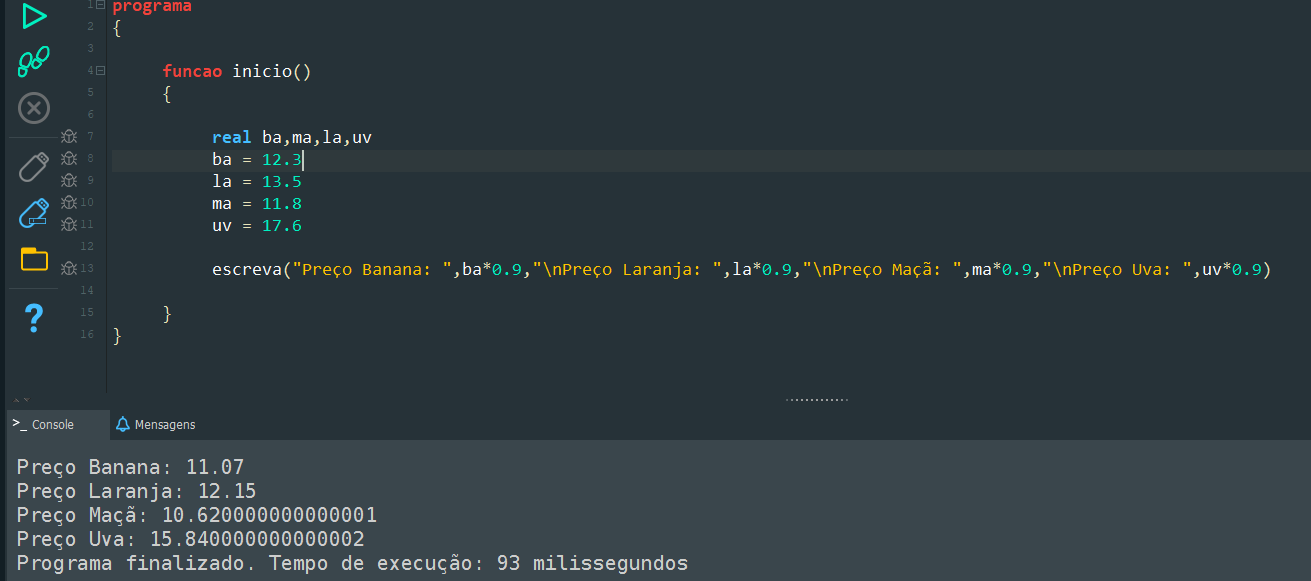 1 programa
2 {
3
4 funcao inicio()
5 {
6
7 real ba,ma,la,uv
8 ba = 12.3
9 la = 13.5
10 ma = 11.8
11 uv = 17.6
12
13 escreva("Preço Banana: ",ba*0.9,"\nPreço Laranja: ",la*0.9,"\nPreço Maçã: ",ma*0.9,"\nPreço Uva: ",uv*0.9)
14
15 }
16 }
?
>_ Console Mensagens
Preço Banana: 11.07
Preço Laranja: 12.15
Preço Maçã: 10.620000000000001
Preço Uva: 15.840000000000002
Programa finalizado. Tempo de execução: 93 milissegundos